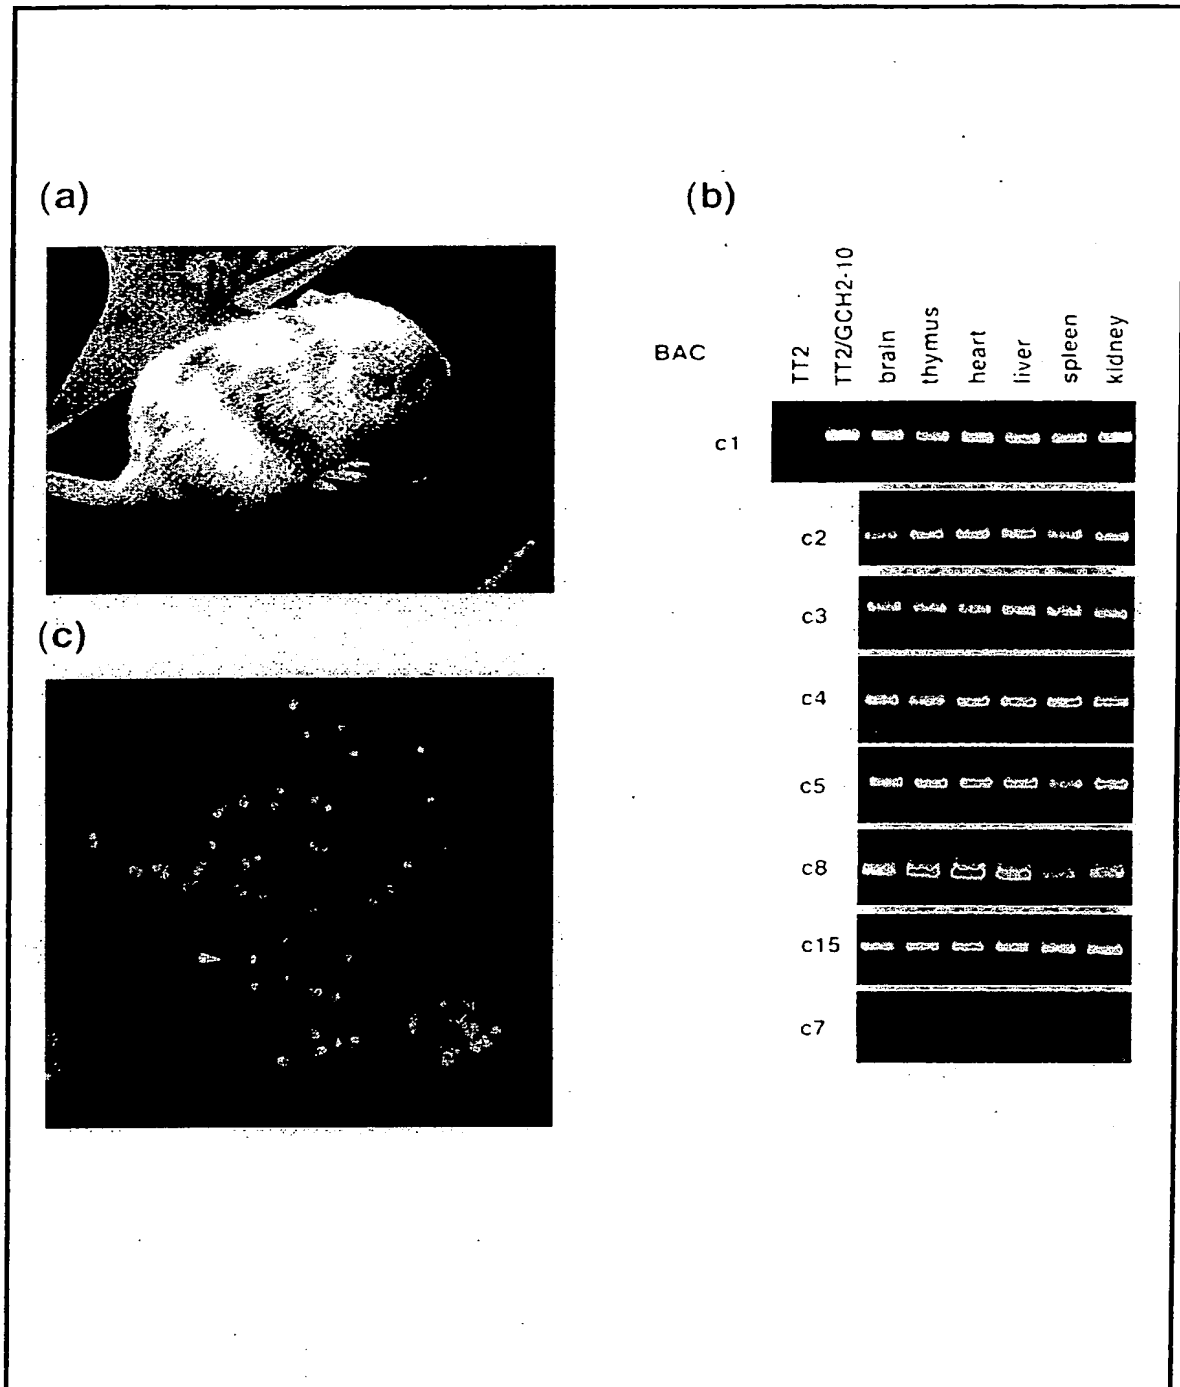 (a)
(b)
BAC
TT2
TT2/GCH2-10
brain
thymus
heart
liver
spleen
kidney
c1
c2
c3
c4
c5
c8
c15
c7
(c)